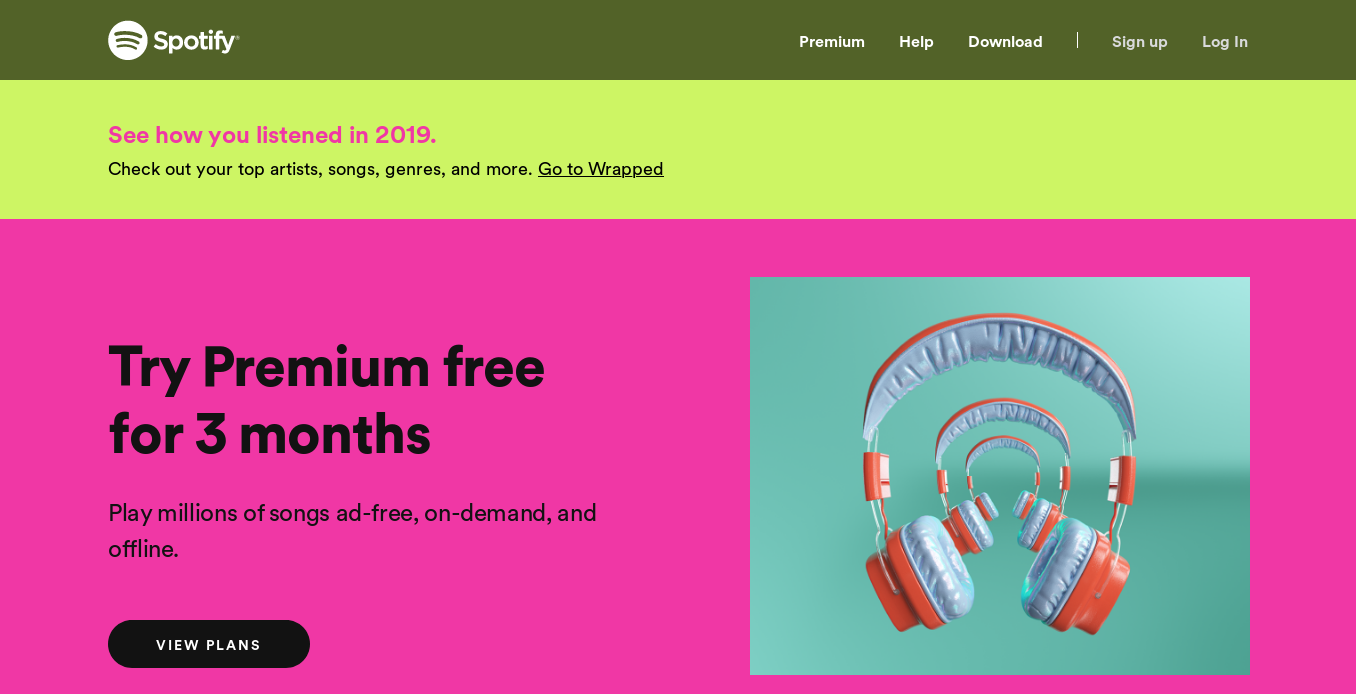 Spotify®
Premium
Help
Download
Sign up
Log In
See how you listened in 2019.
Check out your top artists, songs, genres, and more. Go to Wrapped
Try Premium free
for 3 months
Play millions of songs ad-free, on-demand, and
offline.
VIEW PLANS